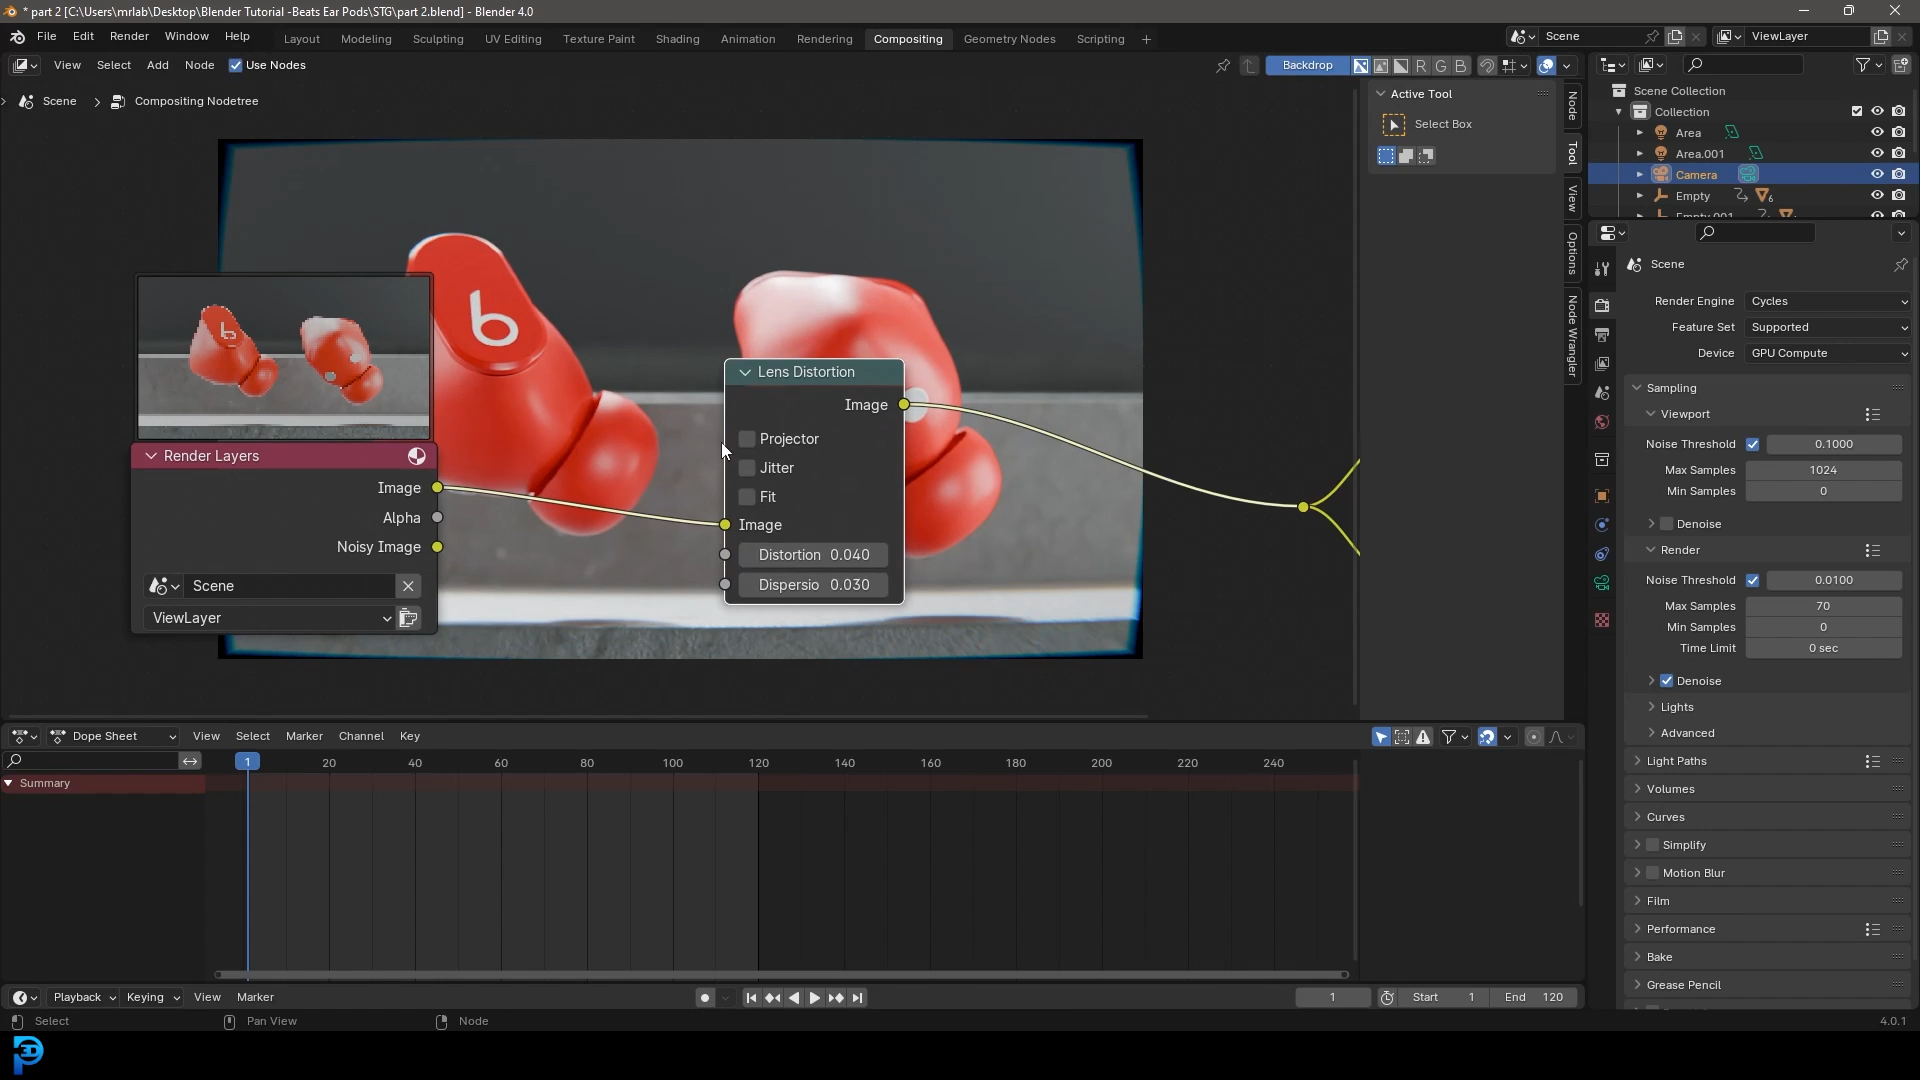 * part 2 [C:\Users\mrlab\Desktop\Blender Tutorial -Beats Ear Pods\STG\part 2.blend] - Blender 4.0
File Edit Render Window Help Layout Modeling Sculpting UV Editing Texture Paint Shading Animation Rendering Compositing Geometry Nodes Scripting + Scene ViewLayer
View Select Add Node Use Nodes Backdrop R G B
Scene > Compositing Nodetree
Active Tool
Select Box
Node
Tool
View
Options
Node Wrangler
Scene Collection
Collection
Area
Area.001
Camera
Empty
6
Empty.001
Scene
Render Engine Cycles
Feature Set Supported
Device GPU Compute
Sampling
Viewport
Noise Threshold 0.1000
Max Samples 1024
Min Samples 0
Denoise
Render
Noise Threshold 0.0100
Max Samples 70
Min Samples 0
Time Limit 0 sec
Denoise
Lights
Advanced
Light Paths
Volumes
Curves
Simplify
Motion Blur
Film
Performance
Bake
Grease Pencil
b
b
Render Layers
Image
Alpha
Noisy Image
Scene
ViewLayer
Lens Distortion
Image
Projector
Jitter
Fit
Image
Distortion 0.040
Dispersio 0.030
Dope Sheet View Select Marker Channel Key
1 20 40 60 80 100 120 140 160 180 200 220 240
Summary
Playback Keying View Marker 1 Start 1 End 120
Select Pan View Node 4.0.1
3D